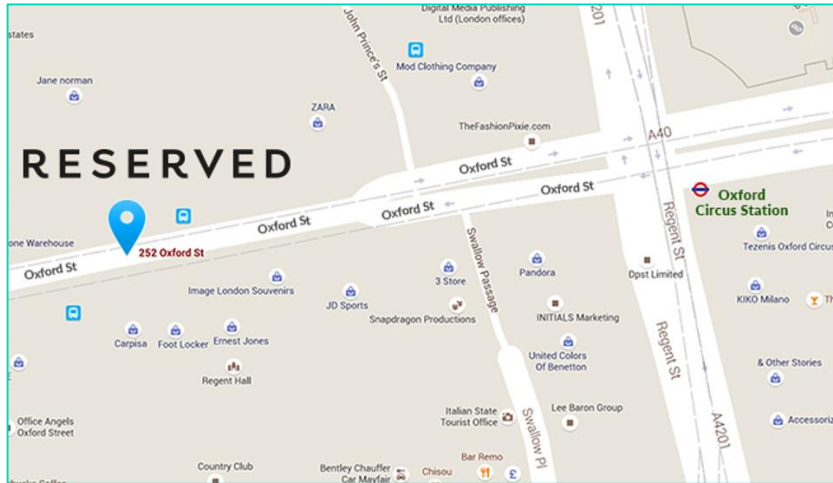 Digital Media Publishing
Ltd (London offices)
A4201
estates
John Prince's St
Mod Clothing Company
Jane norman
ZARA
TheFashionPixie.com
A40
RESERVED
Oxford St
Oxford St
Oxford
Circus Station
Oxford St
Oxford St
Regent St
one Warehouse
252 Oxford St
Swallow Passage
Tezenis Oxford Circus
Oxford St
3 Store
Pandora
Dpst Limited
Image London Souvenirs
JD Sports
KIKO Milano
Th
Snapdragon Productions
INITIALS Marketing
Carpisa
Foot Locker
Ernest Jones
United Colors
Of Benetton
Regent St
& Other Stories
Regent Hall
Office Angels
Oxford Street
Italian State
Tourist Office
Lee Baron Group
Swallow Pl
A4201
Accessoriz
Country Club
Bentley Chauffer
Car Mayfair
Bar Remo
Chisou
£